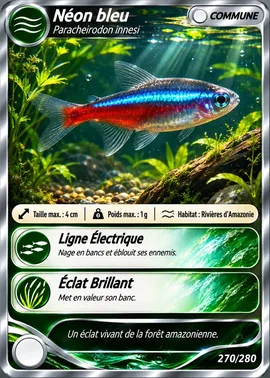 Néon bleu
COMMUNE
Paracheirodon innesi
Taille max. : 4 cm
Poids max. : 1 g
Habitat : Rivières d'Amazonie
Ligne Électrique
Nage en bancs et éblouit ses ennemis.
Éclat Brillant
Met en valeur son banc.
Un éclat vivant de la forêt amazonienne.
270/280